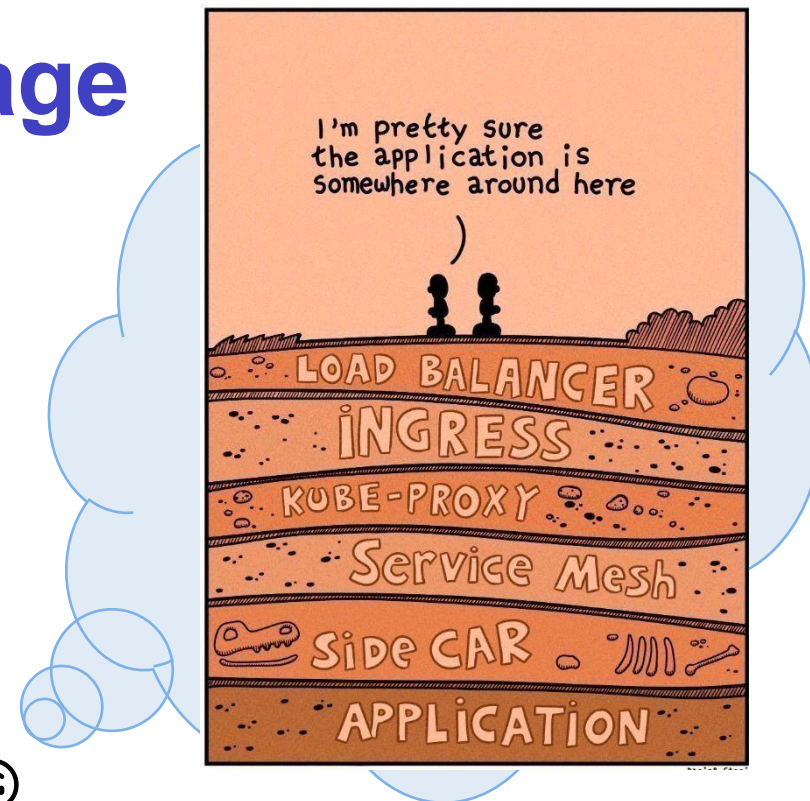 age
I'm pretty sure
the application is
somewhere around here
LOAD BALANCER
iNGRESS
KUBE-PROXY
Service Mesh
SiDe CAR
APPLiCATiON